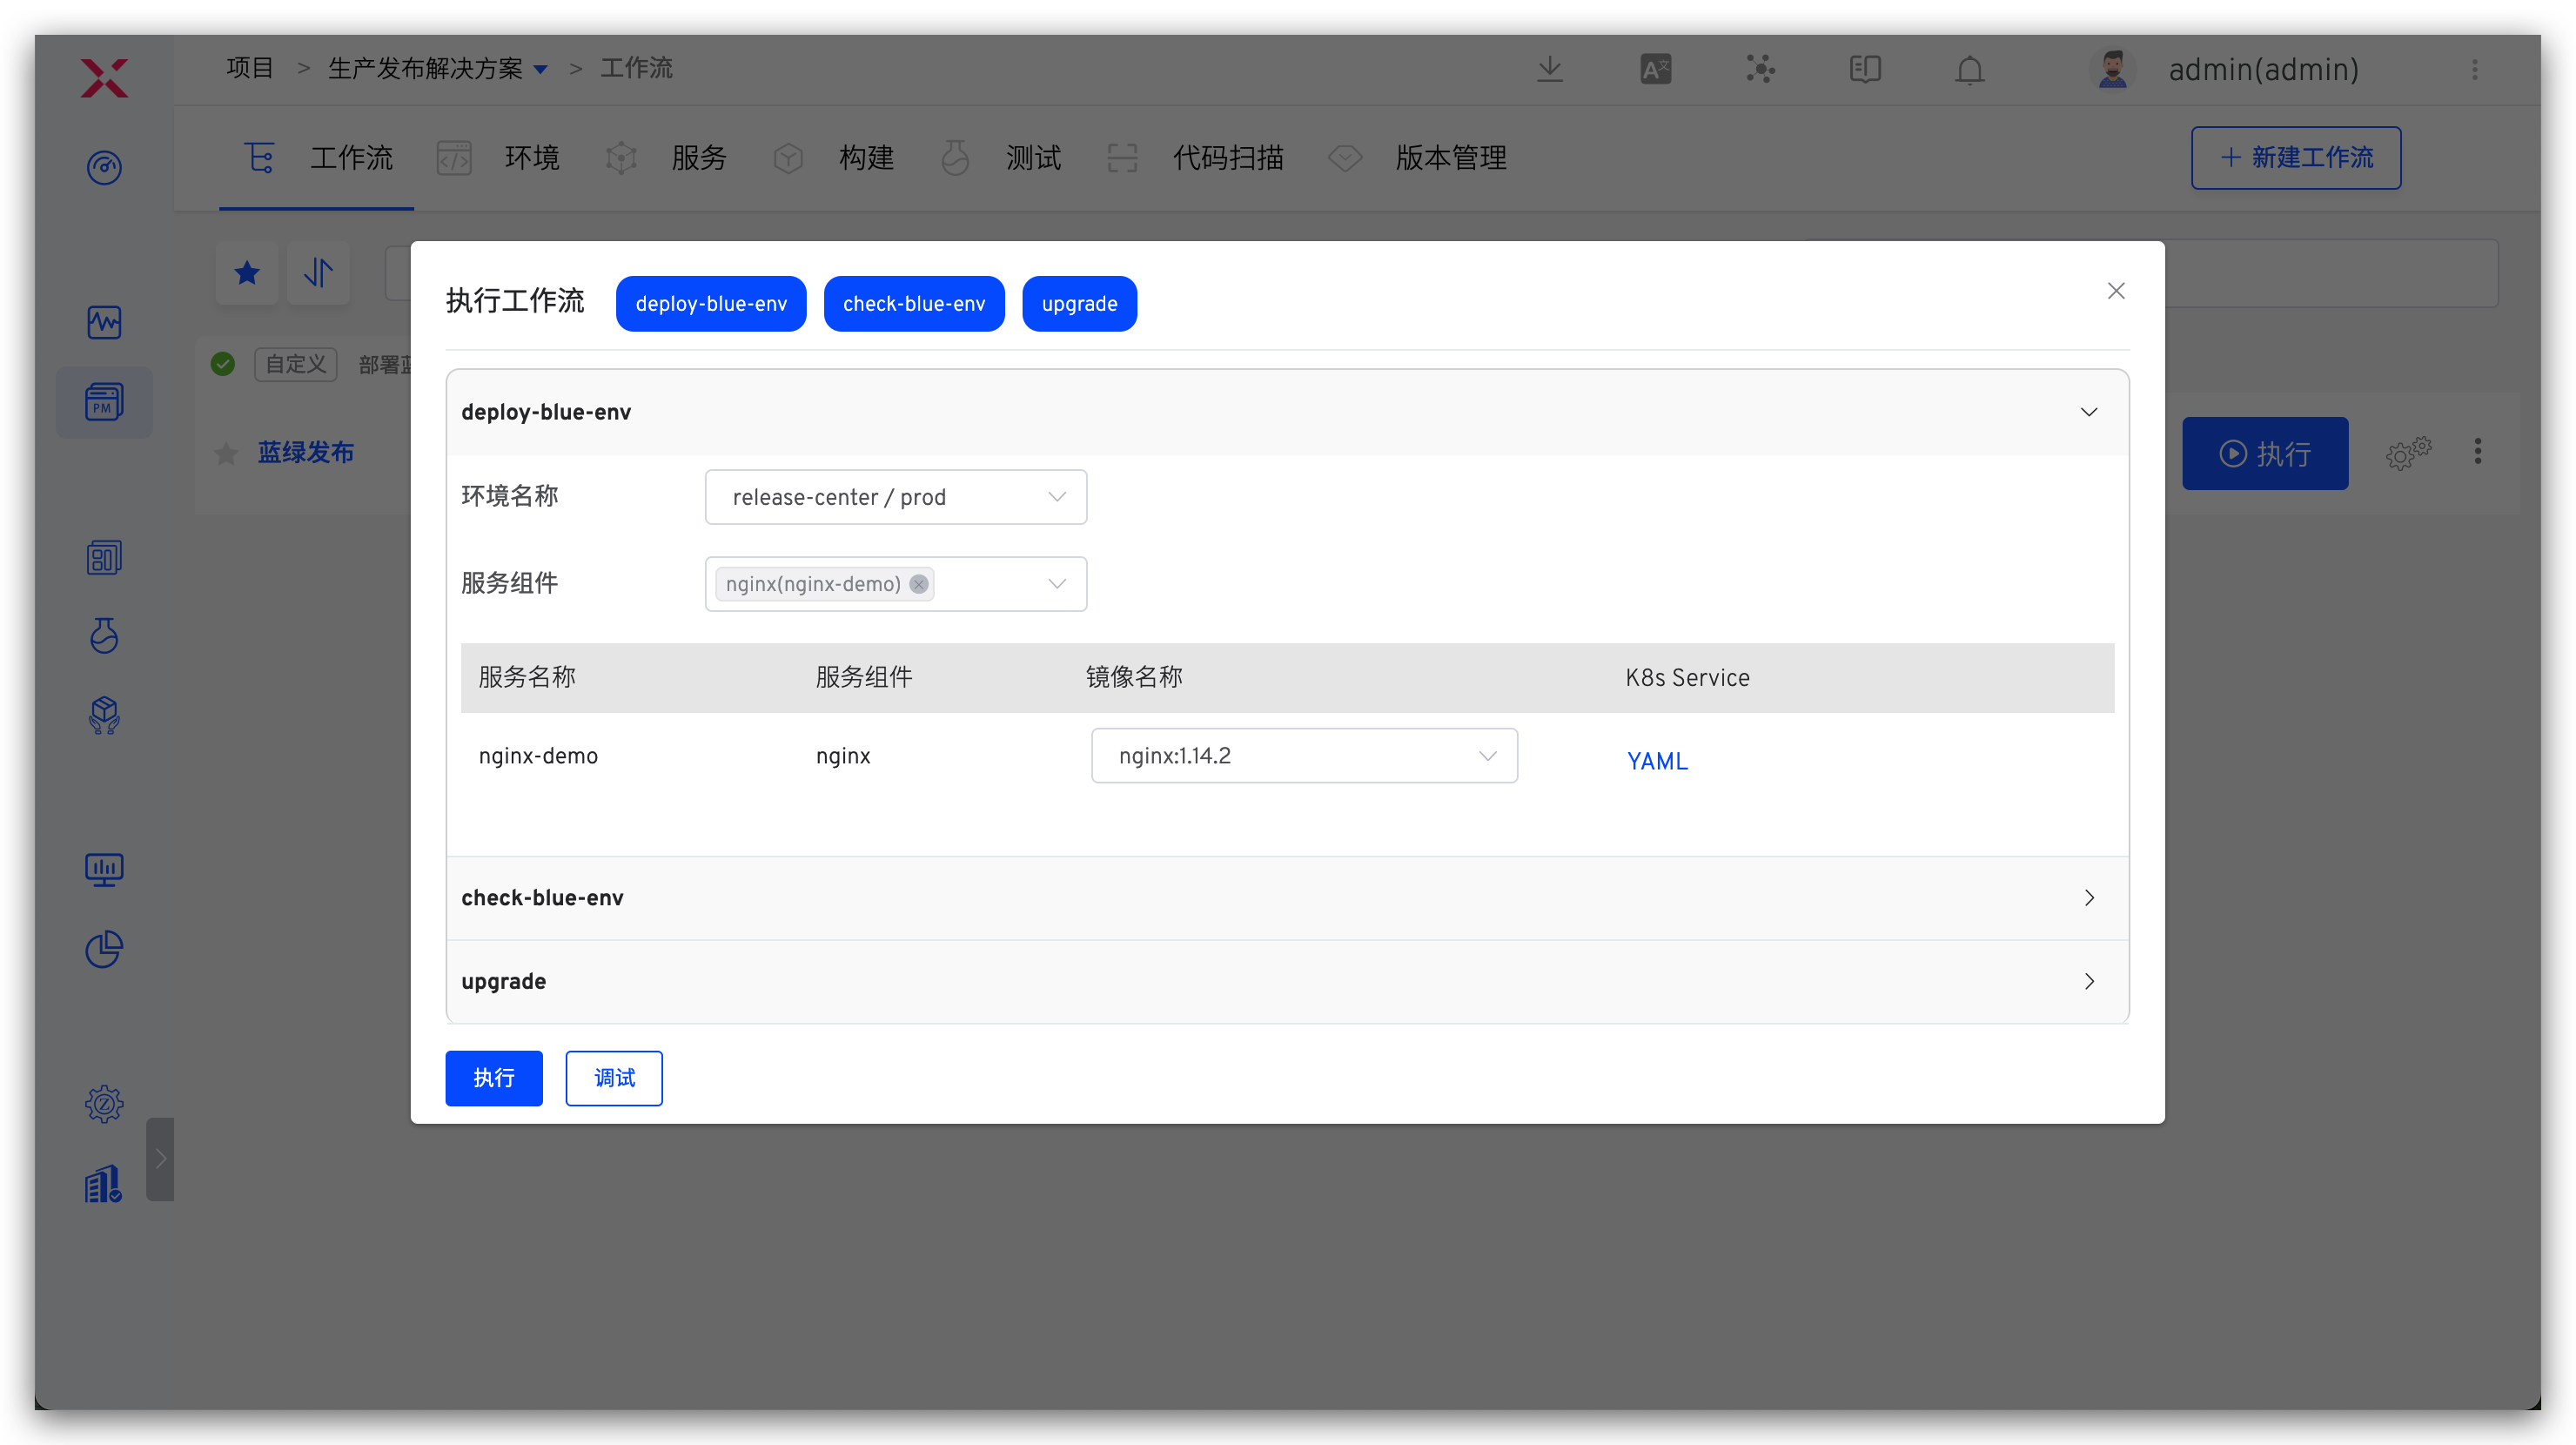 项目 > 生产发布解决方案 > 工作流
admin(admin)
工作流 环境 服务 构建 测试 代码扫描 版本管理
+ 新建工作流
执行工作流 deploy-blue-env check-blue-env upgrade
自定义 部署蓝
PM
蓝绿发布
执行
deploy-blue-env
环境名称 release-center / prod
服务组件 nginx(nginx-demo)
服务名称 服务组件 镜像名称 K8s Service
nginx-demo nginx nginx:1.14.2 YAML
check-blue-env
upgrade
执行 调试